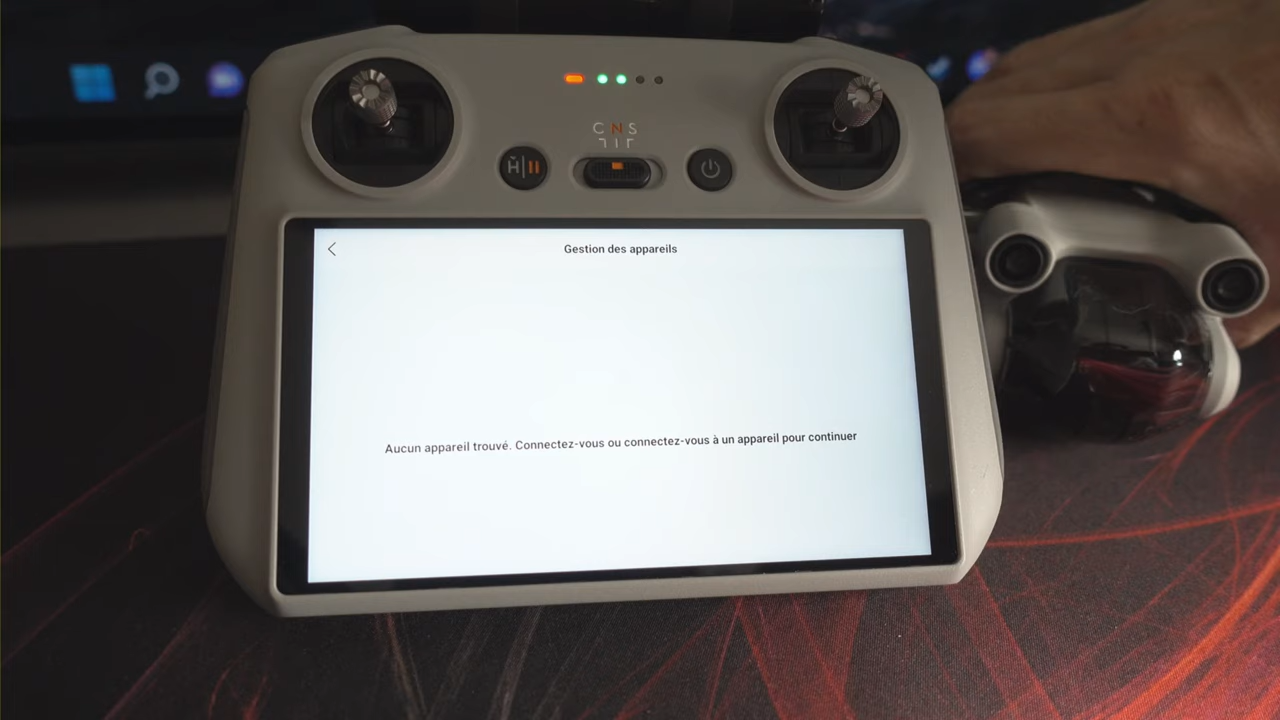 C N S
H
Gestion des appareils
Aucun appareil trouvé. Connectez-vous ou connectez-vous à un appareil pour continuer